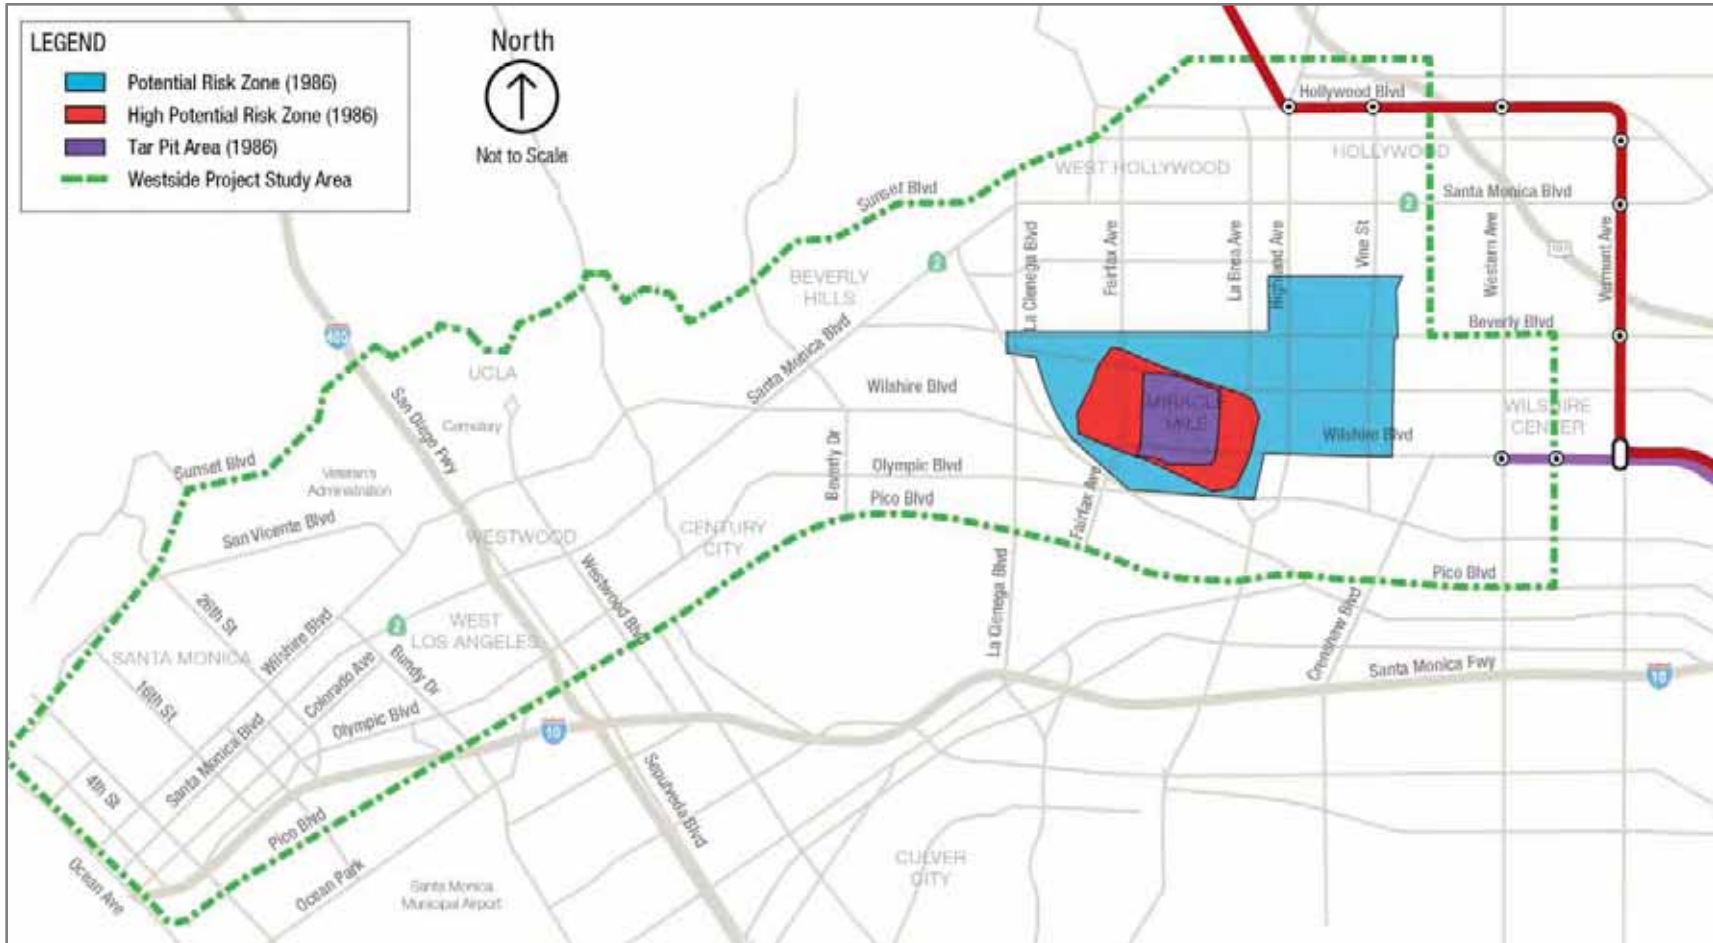 LEGEND
Potential Risk Zone (1986)
High Potential Risk Zone (1986)
Tar Pit Area (1986)
Westside Project Study Area
North
Not to Scale
Hollywood Blvd
HOLLYWOOD
WEST HOLLYWOOD
Sunset Blvd
Santa Monica Blvd
2
2
La Cienega Blvd
Fairfax Ave
La Brea Ave
Highland Ave
Vine St
Western Ave
Vermont Ave
101
BEVERLY
HILLS
405
Beverly Blvd
UCLA
Santa Monica Blvd
Wilshire Blvd
San Diego Fwy
Cemetery
MIRACLE
MILE
WILSHIRE
CENTER
Wilshire Blvd
Sunset Blvd
Veteran's
Administration
Beverly Dr
Olympic Blvd
Pico Blvd
Fairfax Ave
San Vicente Blvd
WESTWOOD
CENTURY
CITY
Pico Blvd
La Cienega Blvd
Crenshaw Blvd
26th St
Westwood Blvd
2
WEST
LOS ANGELES
SANTA MONICA
Wilshire Blvd
Colorado Ave
Bundy Dr
Santa Monica Fwy
10
16th St
Olympic Blvd
10
Santa Monica Blvd
4th St
Sepulveda Blvd
Pico Blvd
Ocean Ave
Ocean Park
Santa Monica
Municipal Airport
CULVER
CITY